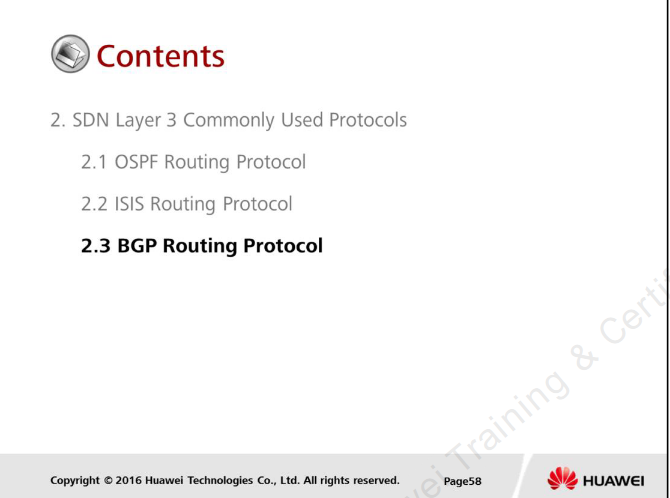 Contents
2. SDN Layer 3 Commonly Used Protocols
2.1 OSPF Routing Protocol
2.2 ISIS Routing Protocol
2.3 BGP Routing Protocol
Training & 
Copyright © 2016 Huawei Technologies Co., Ltd. All rights reserved.
Page58
HUAWEI